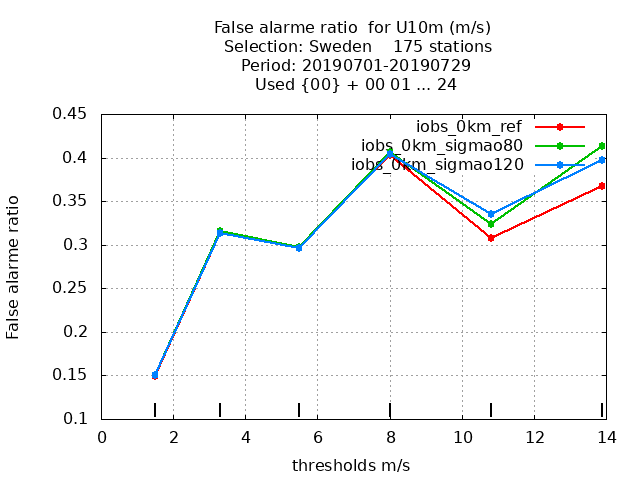 False alarme ratio  for U10m (m/s)
Selection: Sweden    175 stations
Period: 20190701-20190729
Used {00} + 00 01 ... 24
iobs_0km_ref
iobs_0km_sigmao80
iobs_0km_sigmao120
False alarme ratio
0.45
0.4
0.35
0.3
0.25
0.2
0.15
0.1
0 2 4 6 8 10 12 14
thresholds m/s